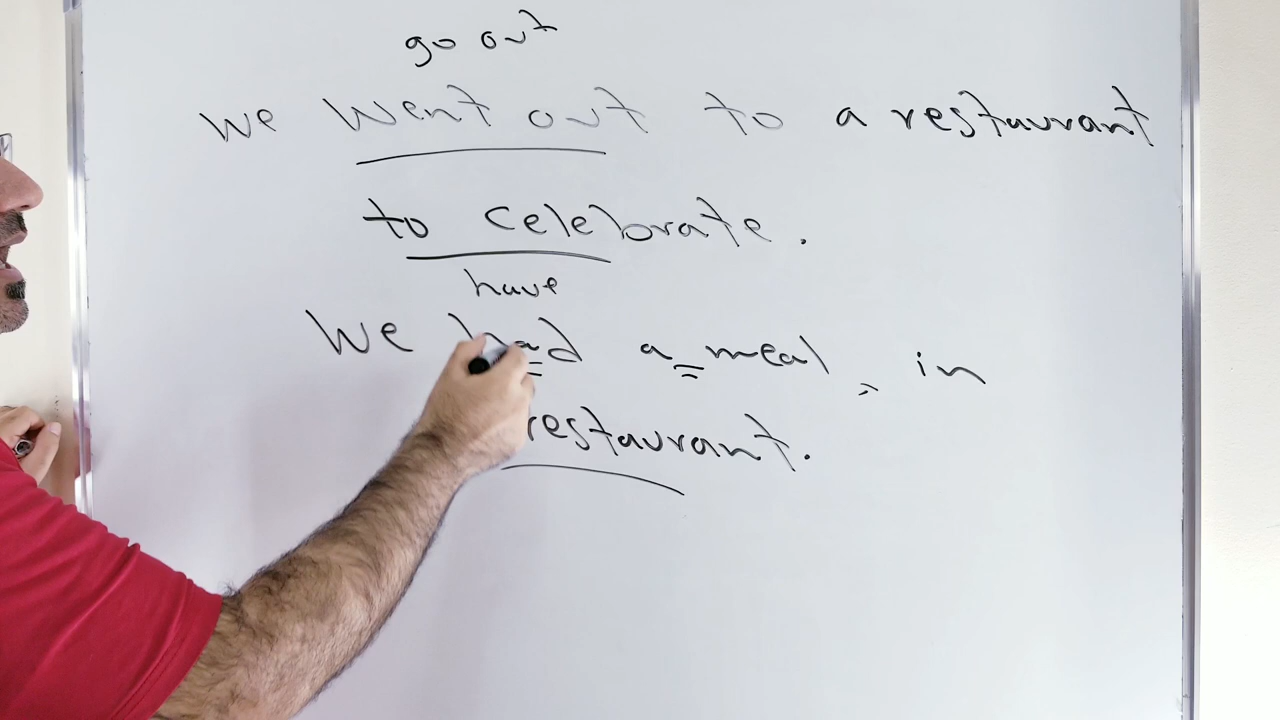 go out
we went out to a restaurant
to celebrate.
have
We had a meal, in
restaurant.